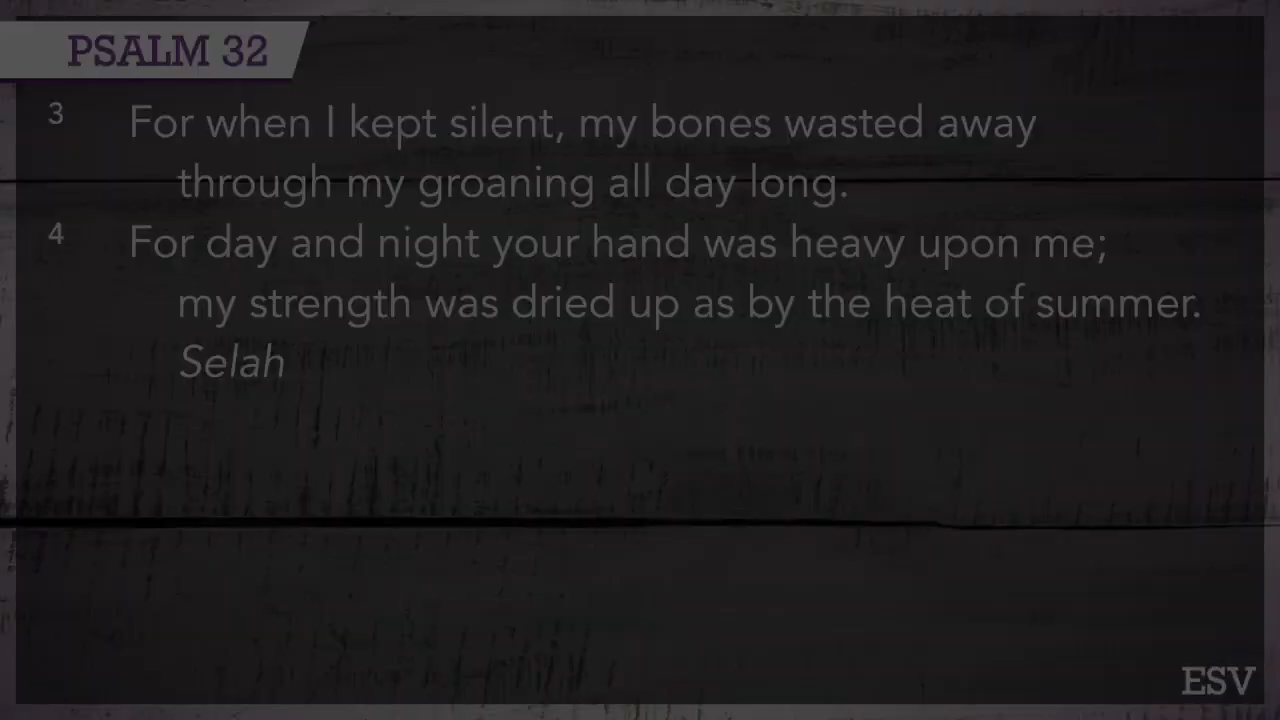 PSALM 32
3 For when I kept silent, my bones wasted away
through my groaning all day long.
4 For day and night your hand was heavy upon me;
my strength was dried up as by the heat of summer.
Selah
ESV